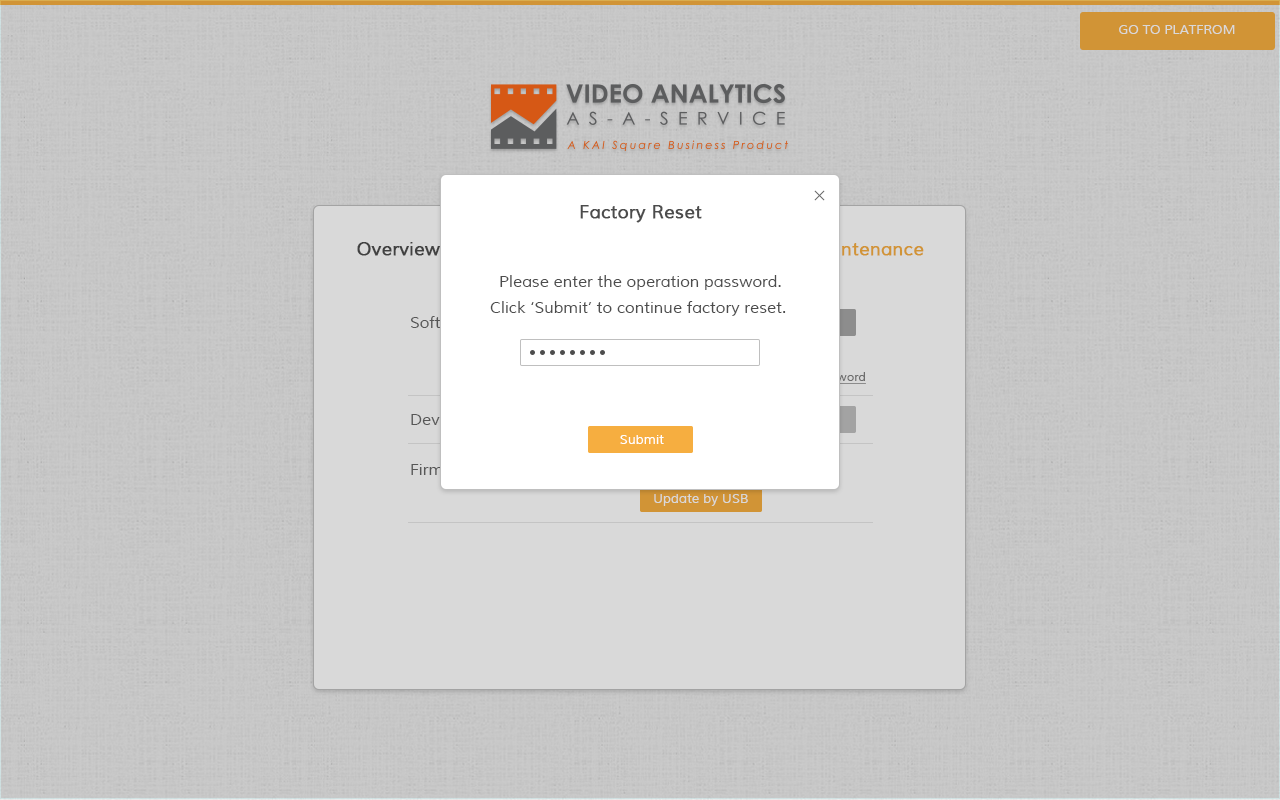 GO TO PLATFROM
VIDEO ANALYTICS
AS-A-SERVICE
A KAI Square Business Product
Factory Reset
Overview
ntenance
Please enter the operation password.
Click ‘Submit’ to continue factory reset.
Soft
word
Dev
Submit
Firm
Update by USB